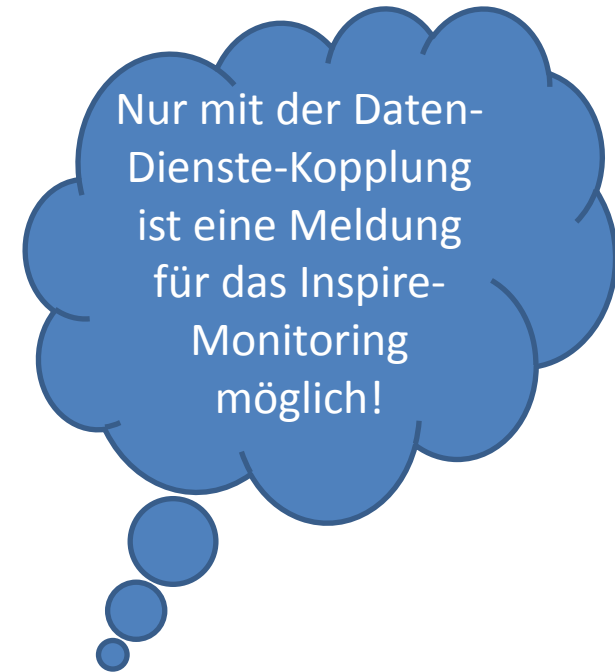 Nur mit der Daten-
Dienste-Kopplung
ist eine Meldung
für das Inspire-
Monitoring
möglich!